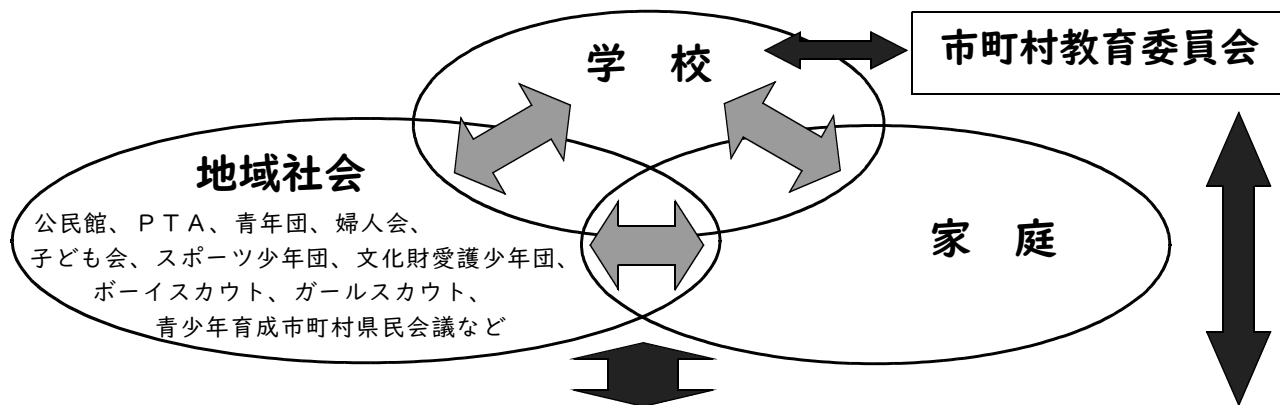 学　校
市町村教育委員会
地域社会
公民館、ＰＴＡ、青年団、婦人会、
子ども会、スポーツ少年団、文化財愛護少年団、
ボーイスカウト、ガールスカウト、
青少年育成市町村県民会議など
家　庭